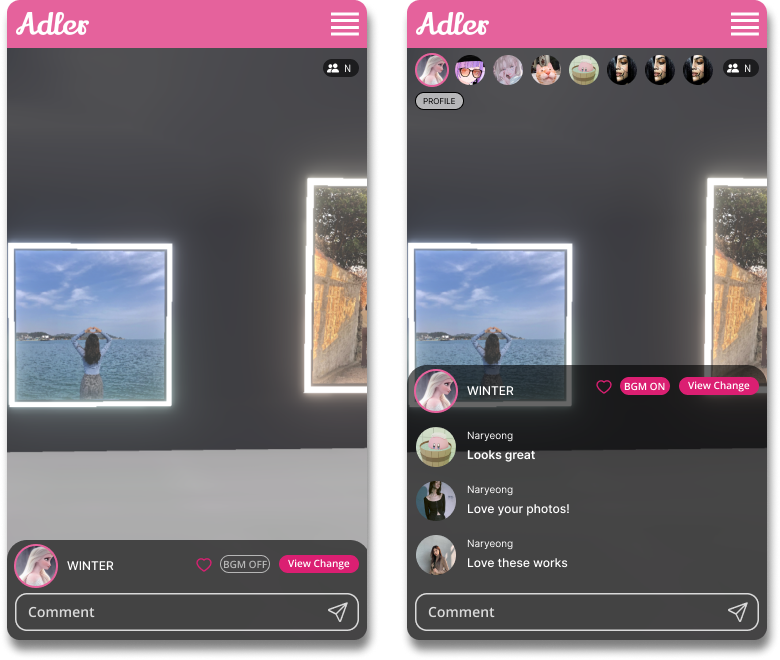 Adler
N
WINTER
BGM OFF
View Change
Comment
Adler
N
PROFILE
WINTER
BGM ON
View Change
Naryeong
Looks great
Naryeong
Love your photos!
Naryeong
Love these works
Comment